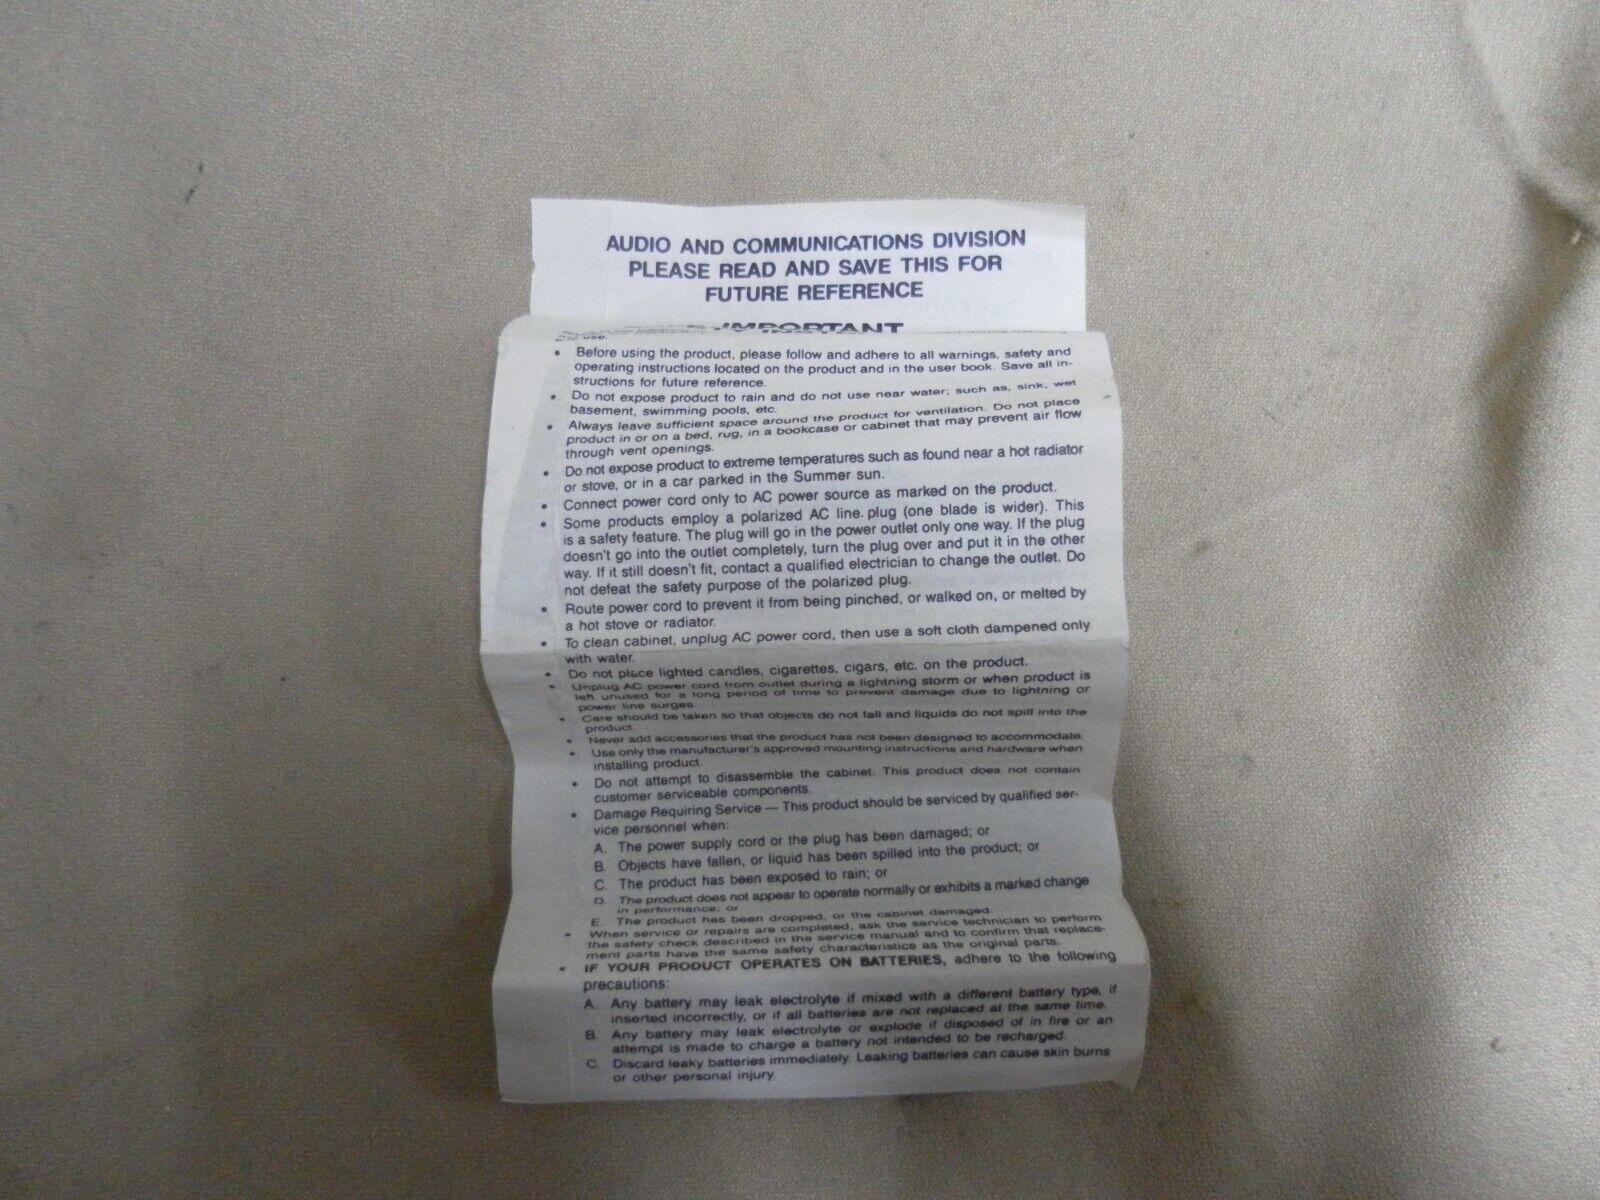 AUDIO AND COMMUNICATIONS DIVISION
PLEASE READ AND SAVE THIS FOR
FUTURE REFERENCE
IMPORTANT
use.
• Before using the product, please follow and adhere to all warnings, safety and
operating instructions located on the product and in the user book. Save all in-
structions for future reference.
• Do not expose product to rain and do not use near water; such as, sink, wet
basement, swimming pools, etc.
• Always leave sufficient space around the product for ventilation. Do not place
product in or on a bed, rug, in a bookcase or cabinet that may prevent air flow
through vent openings.
• Do not expose product to extreme temperatures such as found near a hot radiator
or stove, or in a car parked in the Summer sun.
• Connect power cord only to AC power source as marked on the product.
• Some products employ a polarized AC line plug (one blade is wider). This
is a safety feature. The plug will go in the power outlet only one way. If the plug
doesn't go into the outlet completely, turn the plug over and put it in the other
way. If it still doesn't fit, contact a qualified electrician to change the outlet. Do
not defeat the safety purpose of the polarized plug.
• Route power cord to prevent it from being pinched, or walked on, or melted by
a hot stove or radiator.
• To clean cabinet, unplug AC power cord, then use a soft cloth dampened only
with water.
• Do not place lighted candles, cigarettes, cigars, etc. on the product.
• Unplug AC power cord from outlet during a lightning storm or when product is
left unused for a long period of time to prevent damage due to lightning or
power line surges.
• Care should be taken so that objects do not fall and liquids do not spill into the
product.
• Never add accessories that the product has not been designed to accommodate.
• Use only the manufacturer's approved mounting instructions and hardware when
installing product.
• Do not attempt to disassemble the cabinet. This product does not contain
customer serviceable components.
• Damage Requiring Service — This product should be serviced by qualified ser-
vice personnel when:
A. The power supply cord or the plug has been damaged; or
B. Objects have fallen, or liquid has been spilled into the product; or
C. The product has been exposed to rain; or
D. The product does not appear to operate normally or exhibits a marked change
in performance; or
E. The product has been dropped, or the cabinet damaged.
• When service or repairs are completed, ask the service technician to perform
the safety check described in the service manual and to confirm that replace-
ment parts have the same safety characteristics as the original parts.
• IF YOUR PRODUCT OPERATES ON BATTERIES, adhere to the following
precautions:
A. Any battery may leak electrolyte if mixed with a different battery type, if
inserted incorrectly, or if all batteries are not replaced at the same time.
B. Any battery may leak electrolyte or explode if disposed of in fire or an
attempt is made to charge a battery not intended to be recharged.
C. Discard leaky batteries immediately. Leaking batteries can cause skin burns
or other personal injury.